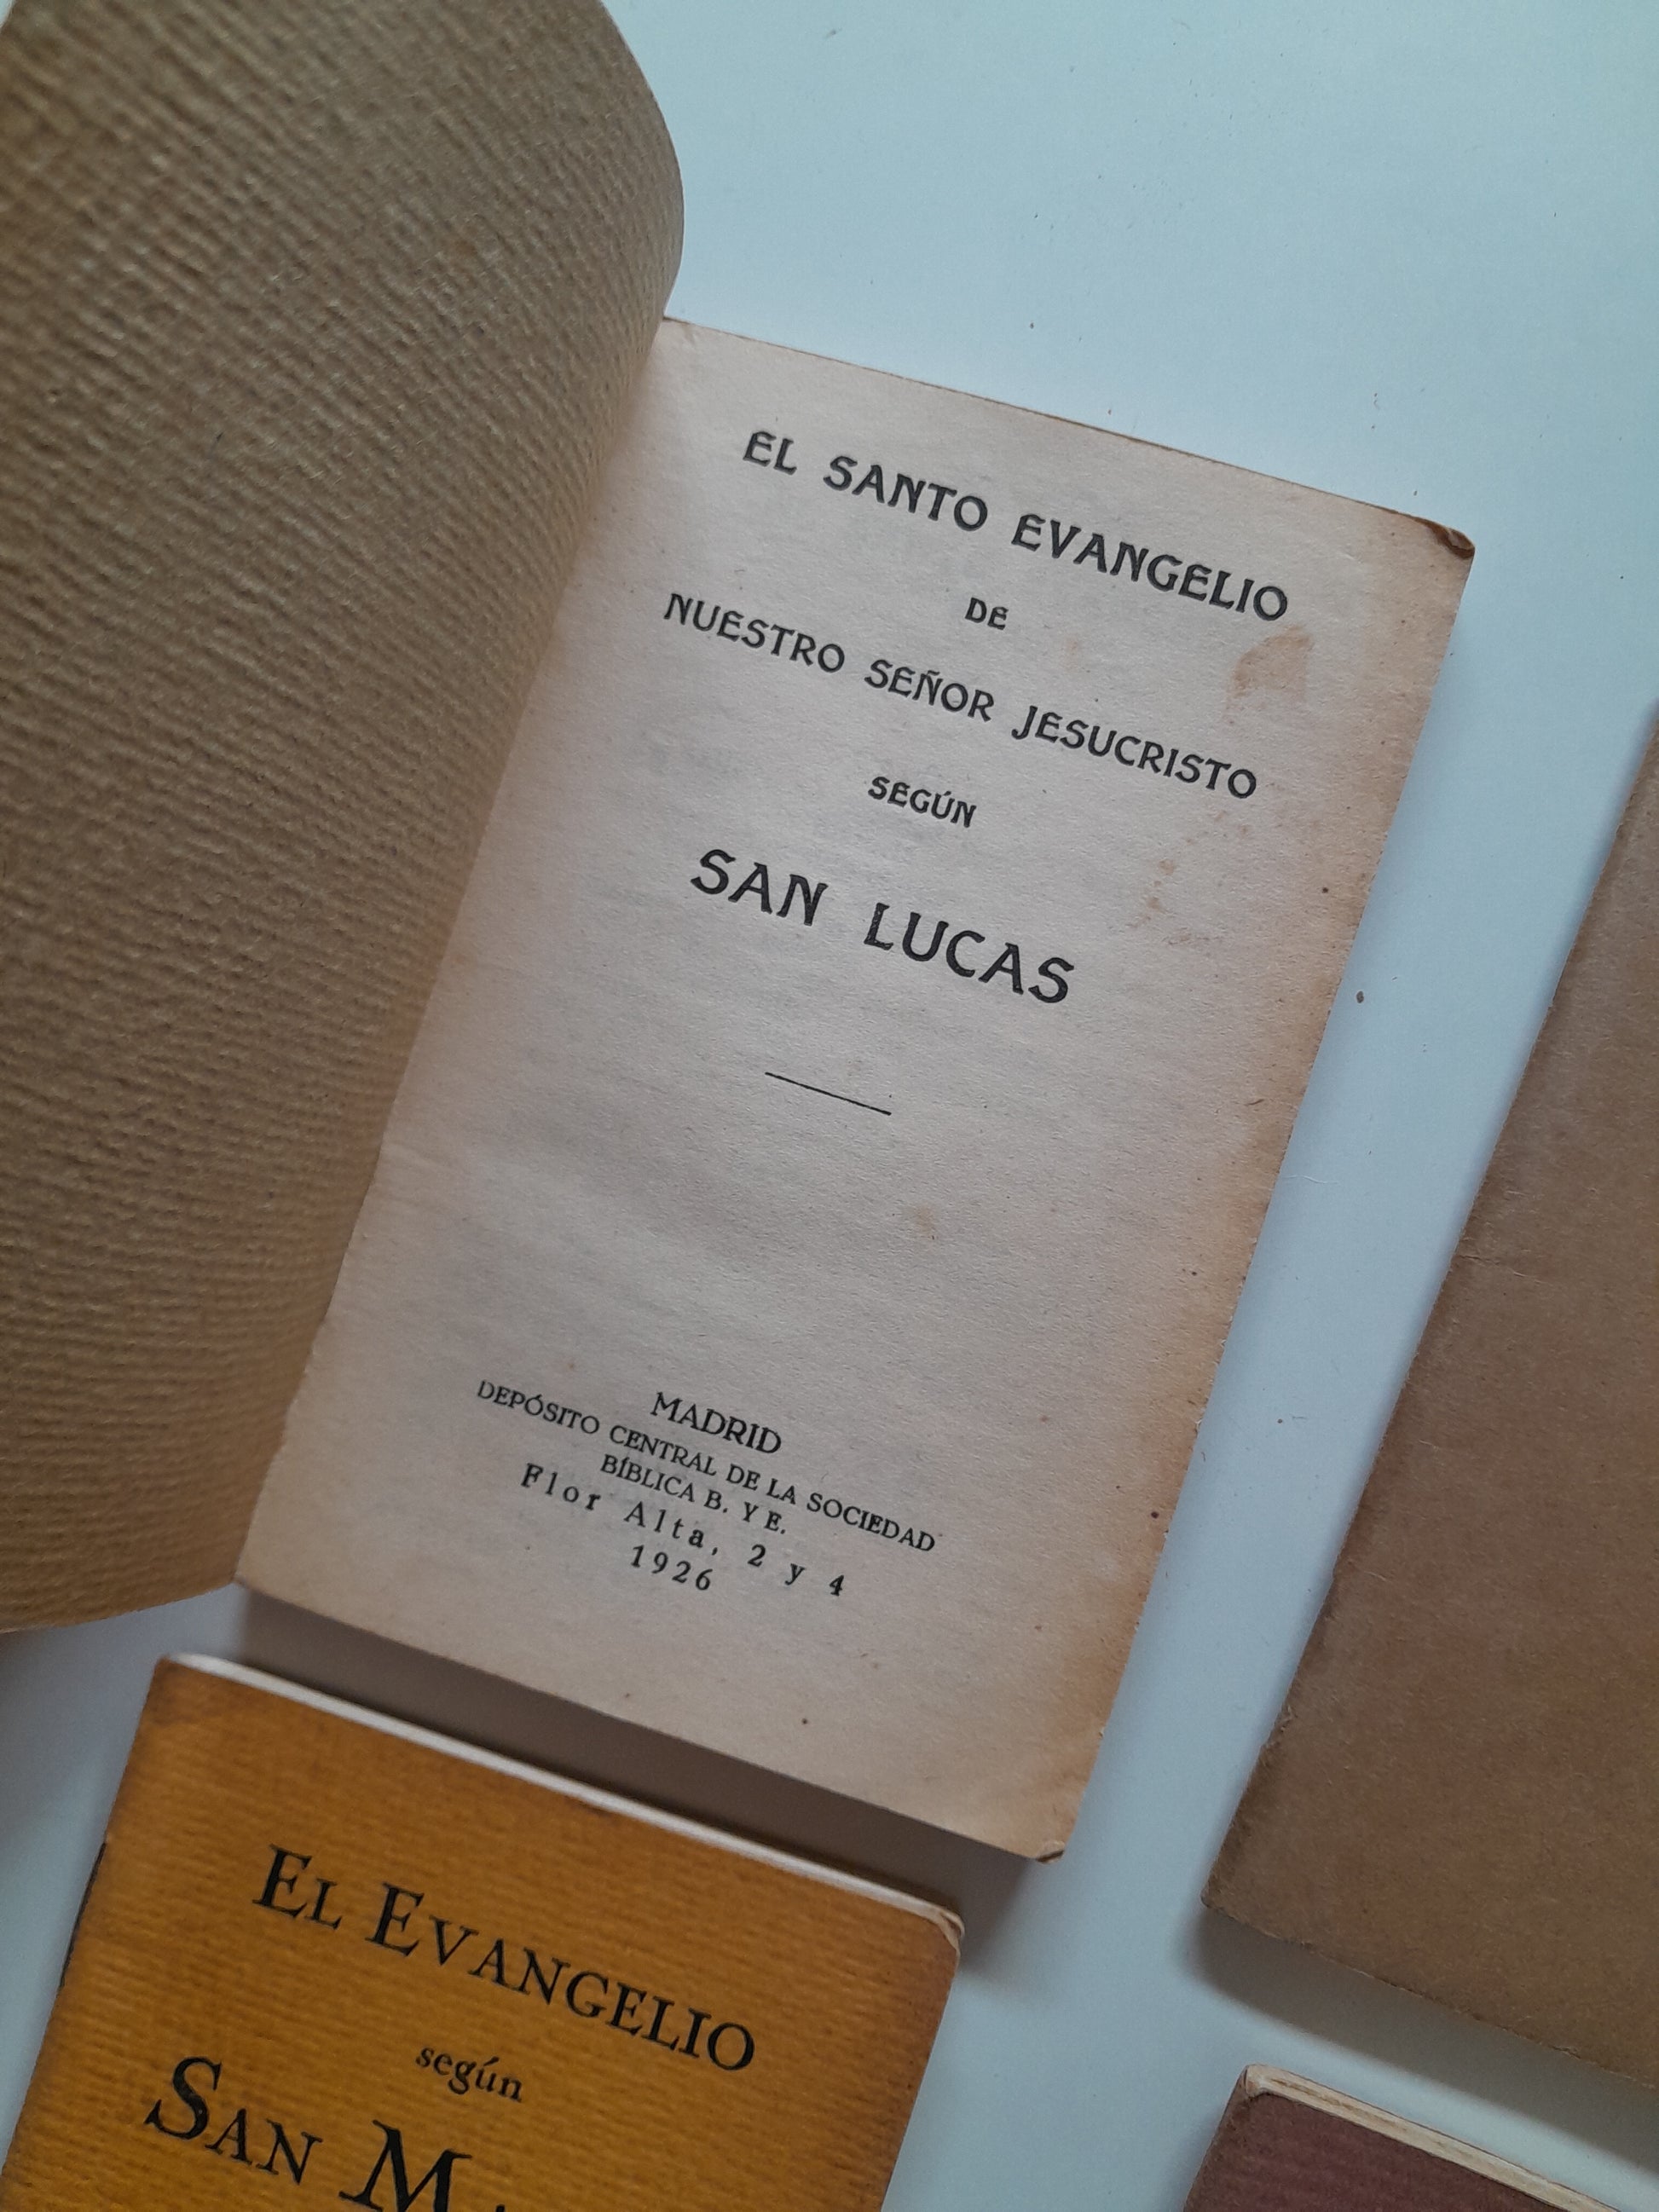 EL SANTO EVANGELIO
DE
NUESTRO SEÑOR JESUCRISTO
SEGÚN
SAN LUCAS
MADRID
DEPÓSITO CENTRAL DE LA SOCIEDAD
BÍBLICA B. Y E.
Flor Alta, 2 y 4
1926
EL EVANGELIO
según
SAN